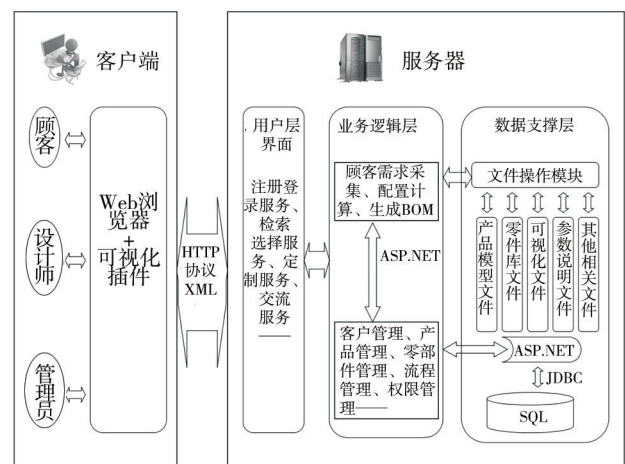 客户端
服务器
顾客
设计师
管理员
Web浏
览器
+
可视化
插件
HTTP
协议
XML
用户层
界面
注册登
录服务、
检索
选择服
务、定
制服务、
交流
服务
——
业务逻辑层
顾客需求采
集、配置计
算、生成BOM
ASP.NET
客户管理、产
品管理、零部
件管理、流程
管理、权限管
理——
数据支撑层
文件操作模块
产品模型文件
零件库文件
可视化文件
参数说明文件
其他相关文件
ASP.NET
JDBC
SQL